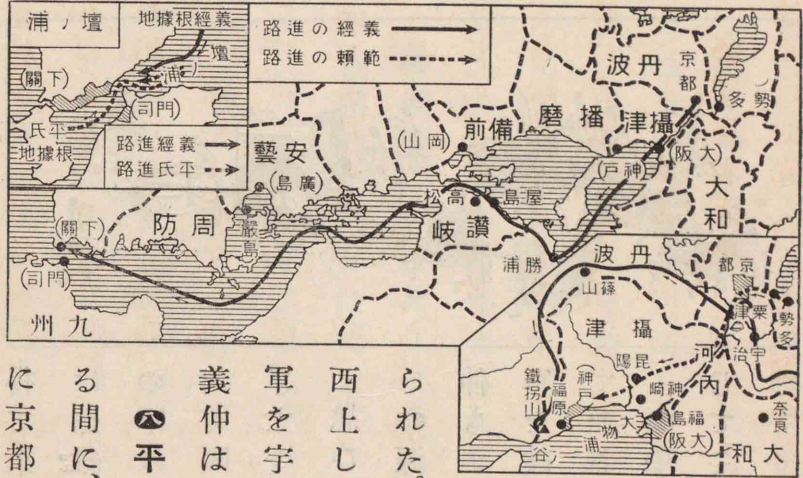 壇ノ浦
義經根據地
壇ノ浦
(下關)
(門司)
平氏
根據地
義經進路
平氏進路
義經の進路
範賴の進路
丹波
京都
勢多
攝津
播磨
備前
(岡山)
(神戸)
(大阪)
大和
安藝
(廣島)
嚴島
周防
(下關)
(門司)
九州
讃岐
高松
屋島
勝浦
丹波
篠山
京都
粟津
勢多
宇治
攝津
河内
昆陽
神崎
(神戸)
福原
鐵拐山
一ノ谷
大物浦
福島
(大阪)
奈良
大和
られた。
西上し
軍を宇
義仲は
八 平
る間に、
に京都